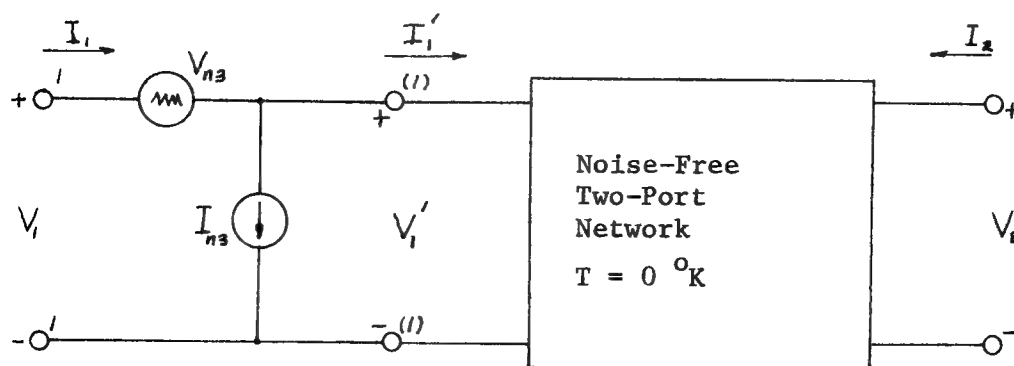 I₁
Vn3
I₁′
(1)
I₂
1
+
+
+
Noise-Free
Two-Port
Network
T = 0 °K
V₁
In3
V₁′
V₂
-
1
-
(1)
-